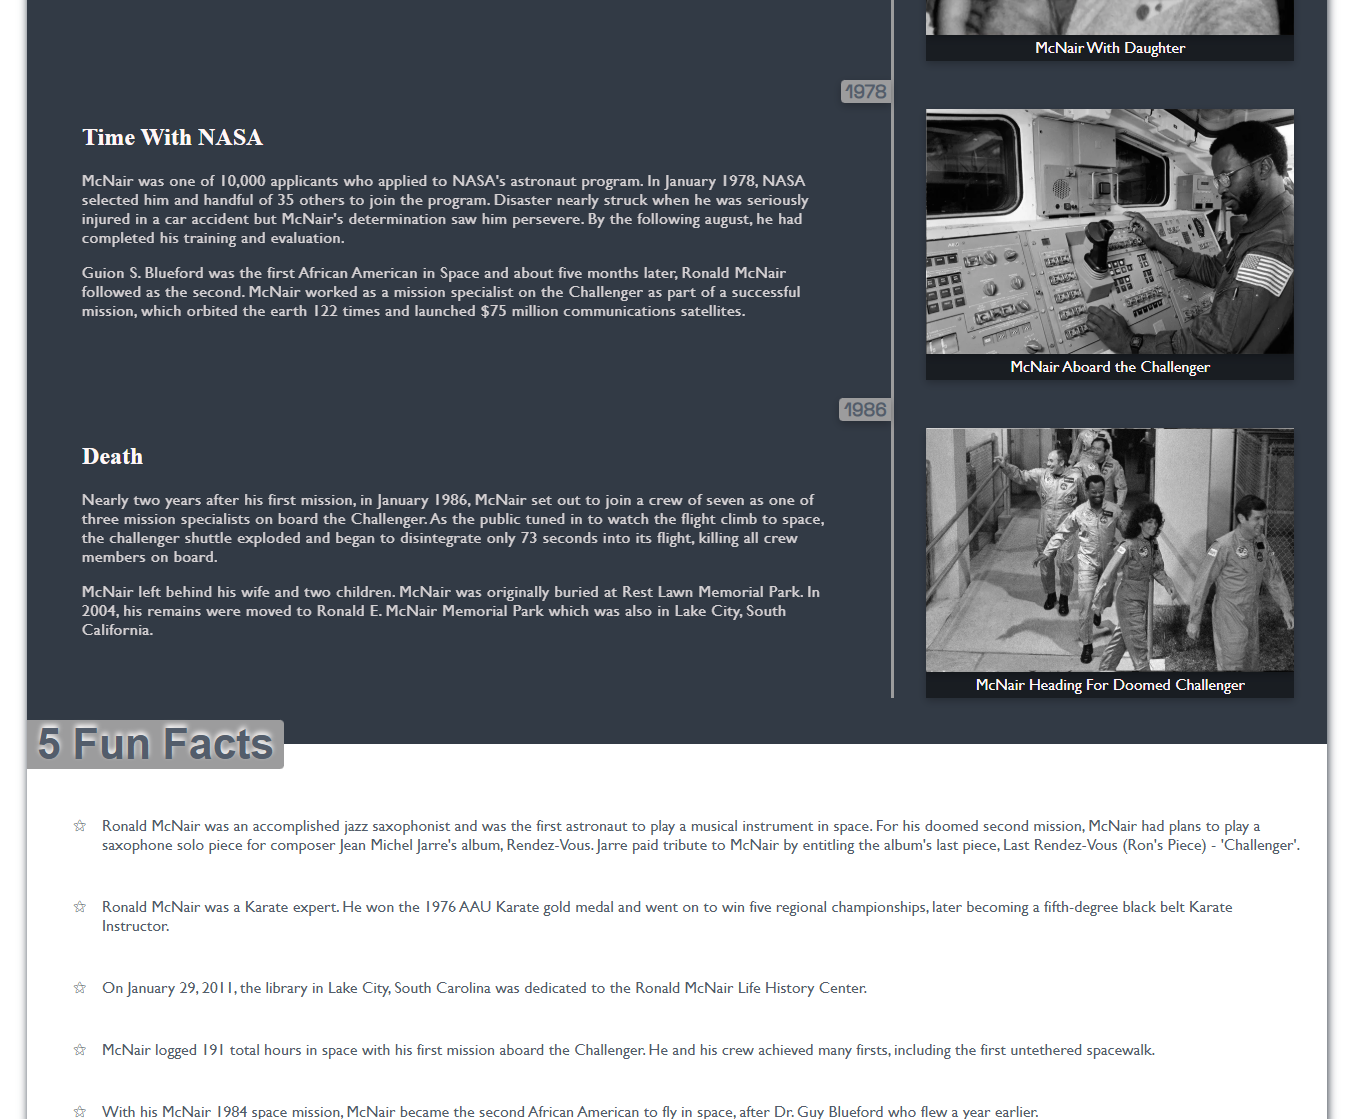 McNair With Daughter
1978
Time With NASA
McNair was one of 10,000 applicants who applied to NASA's astronaut program. In January 1978, NASA
selected him and handful of 35 others to join the program. Disaster nearly struck when he was seriously
injured in a car accident but McNair's determination saw him persevere. By the following august, he had
completed his training and evaluation.
Guion S. Blueford was the first African American in Space and about five months later, Ronald McNair
followed as the second. McNair worked as a mission specialist on the Challenger as part of a successful
mission, which orbited the earth 122 times and launched $75 million communications satellites.
McNair Aboard the Challenger
1986
Death
Nearly two years after his first mission, in January 1986, McNair set out to join a crew of seven as one of
three mission specialists on board the Challenger. As the public tuned in to watch the flight climb to space,
the challenger shuttle exploded and began to disintegrate only 73 seconds into its flight, killing all crew
members on board.
McNair left behind his wife and two children. McNair was originally buried at Rest Lawn Memorial Park. In
2004, his remains were moved to Ronald E. McNair Memorial Park which was also in Lake City, South
California.
McNair Heading For Doomed Challenger
5 Fun Facts
Ronald McNair was an accomplished jazz saxophonist and was the first astronaut to play a musical instrument in space. For his doomed second mission, McNair had plans to play a
saxophone solo piece for composer Jean Michel Jarre's album, Rendez-Vous. Jarre paid tribute to McNair by entitling the album's last piece, Last Rendez-Vous (Ron's Piece) - 'Challenger'.
Ronald McNair was a Karate expert. He won the 1976 AAU Karate gold medal and went on to win five regional championships, later becoming a fifth-degree black belt Karate
Instructor.
On January 29, 2011, the library in Lake City, South Carolina was dedicated to the Ronald McNair Life History Center.
McNair logged 191 total hours in space with his first mission aboard the Challenger. He and his crew achieved many firsts, including the first untethered spacewalk.
With his McNair 1984 space mission, McNair became the second African American to fly in space, after Dr. Guy Blueford who flew a year earlier.